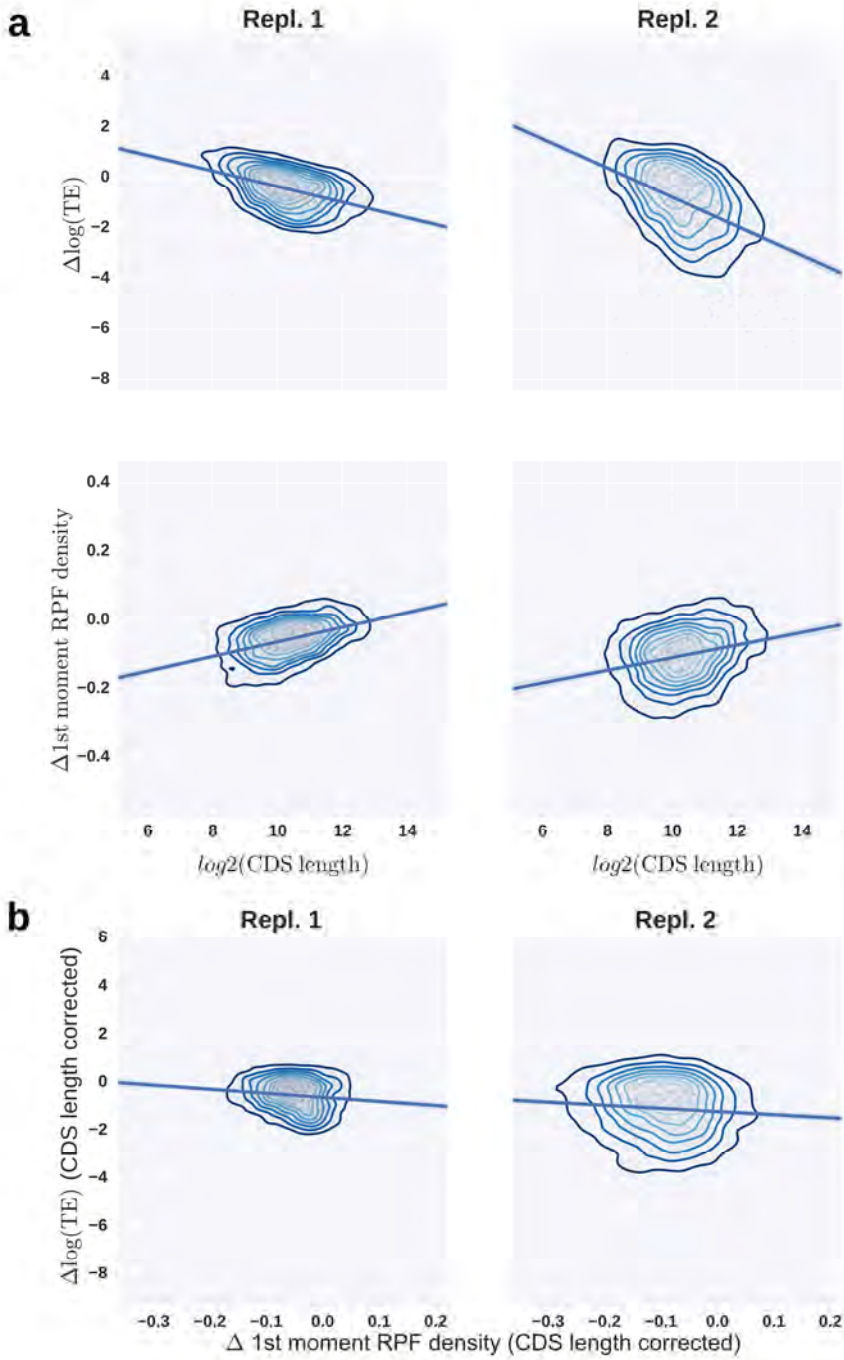 a
Repl. 1
Repl. 2
4
2
0
−2
−4
−6
−8
Δlog(TE)
0.4
0.2
0.0
−0.2
−0.4
Δ1st moment RPF density
6 8 10 12 14
6 8 10 12 14
log2(CDS length)
log2(CDS length)
b
Repl. 1
Repl. 2
6
4
2
0
−2
−4
−6
−8
Δlog(TE) (CDS length corrected)
−0.3 −0.2 −0.1 0.0 0.1 0.2
−0.3 −0.2 −0.1 0.0 0.1 0.2
Δ 1st moment RPF density (CDS length corrected)